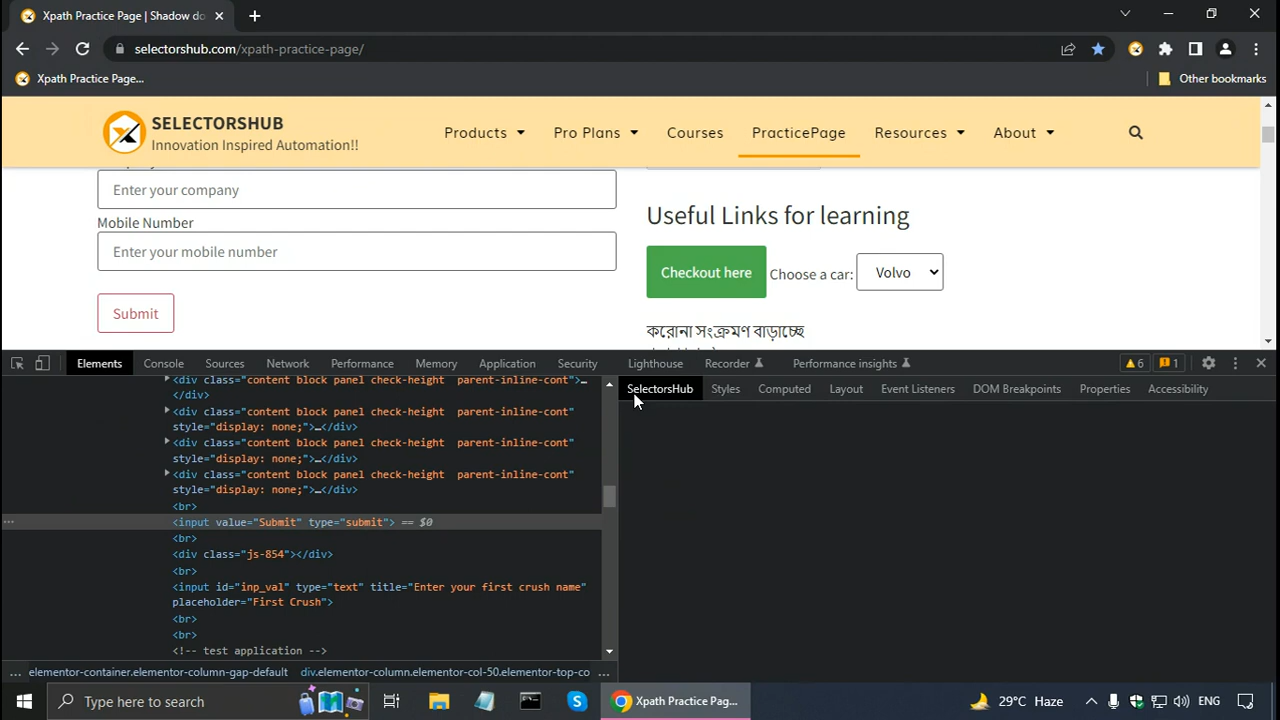 Xpath Practice Page | Shadow do
selectorshub.com/xpath-practice-page/
Xpath Practice Page...
Other bookmarks
SELECTORSHUB
Innovation Inspired Automation!!
Products
Pro Plans
Courses
PracticePage
Resources
About
Enter your company
Mobile Number
Enter your mobile number
Submit
Useful Links for learning
Checkout here
Choose a car:
Volvo
করোনা সংক্রমণ বাড়াচ্ছে
Elements
Console
Sources
Network
Performance
Memory
Application
Security
Lighthouse
Recorder
Performance insights
6
1
<div class="content block panel check-height  parent-inline-cont">…
</div>
<div class="content block panel check-height  parent-inline-cont"
style="display: none;">…</div>
<div class="content block panel check-height  parent-inline-cont"
style="display: none;">…</div>
<div class="content block panel check-height  parent-inline-cont"
style="display: none;">…</div>
<br>
<input value="Submit" type="submit"> == $0
<br>
<div class="js-854"></div>
<br>
<input id="inp_val" type="text" title="Enter your first crush name"
placeholder="First Crush">
<br>
<br>
<!-- test application -->
... elementor-container.elementor-column-gap-default
div.elementor-column.elementor-col-50.elementor-top-co ...
SelectorsHub
Styles
Computed
Layout
Event Listeners
DOM Breakpoints
Properties
Accessibility
Type here to search
Xpath Practice Pag...
29°C Haze
ENG